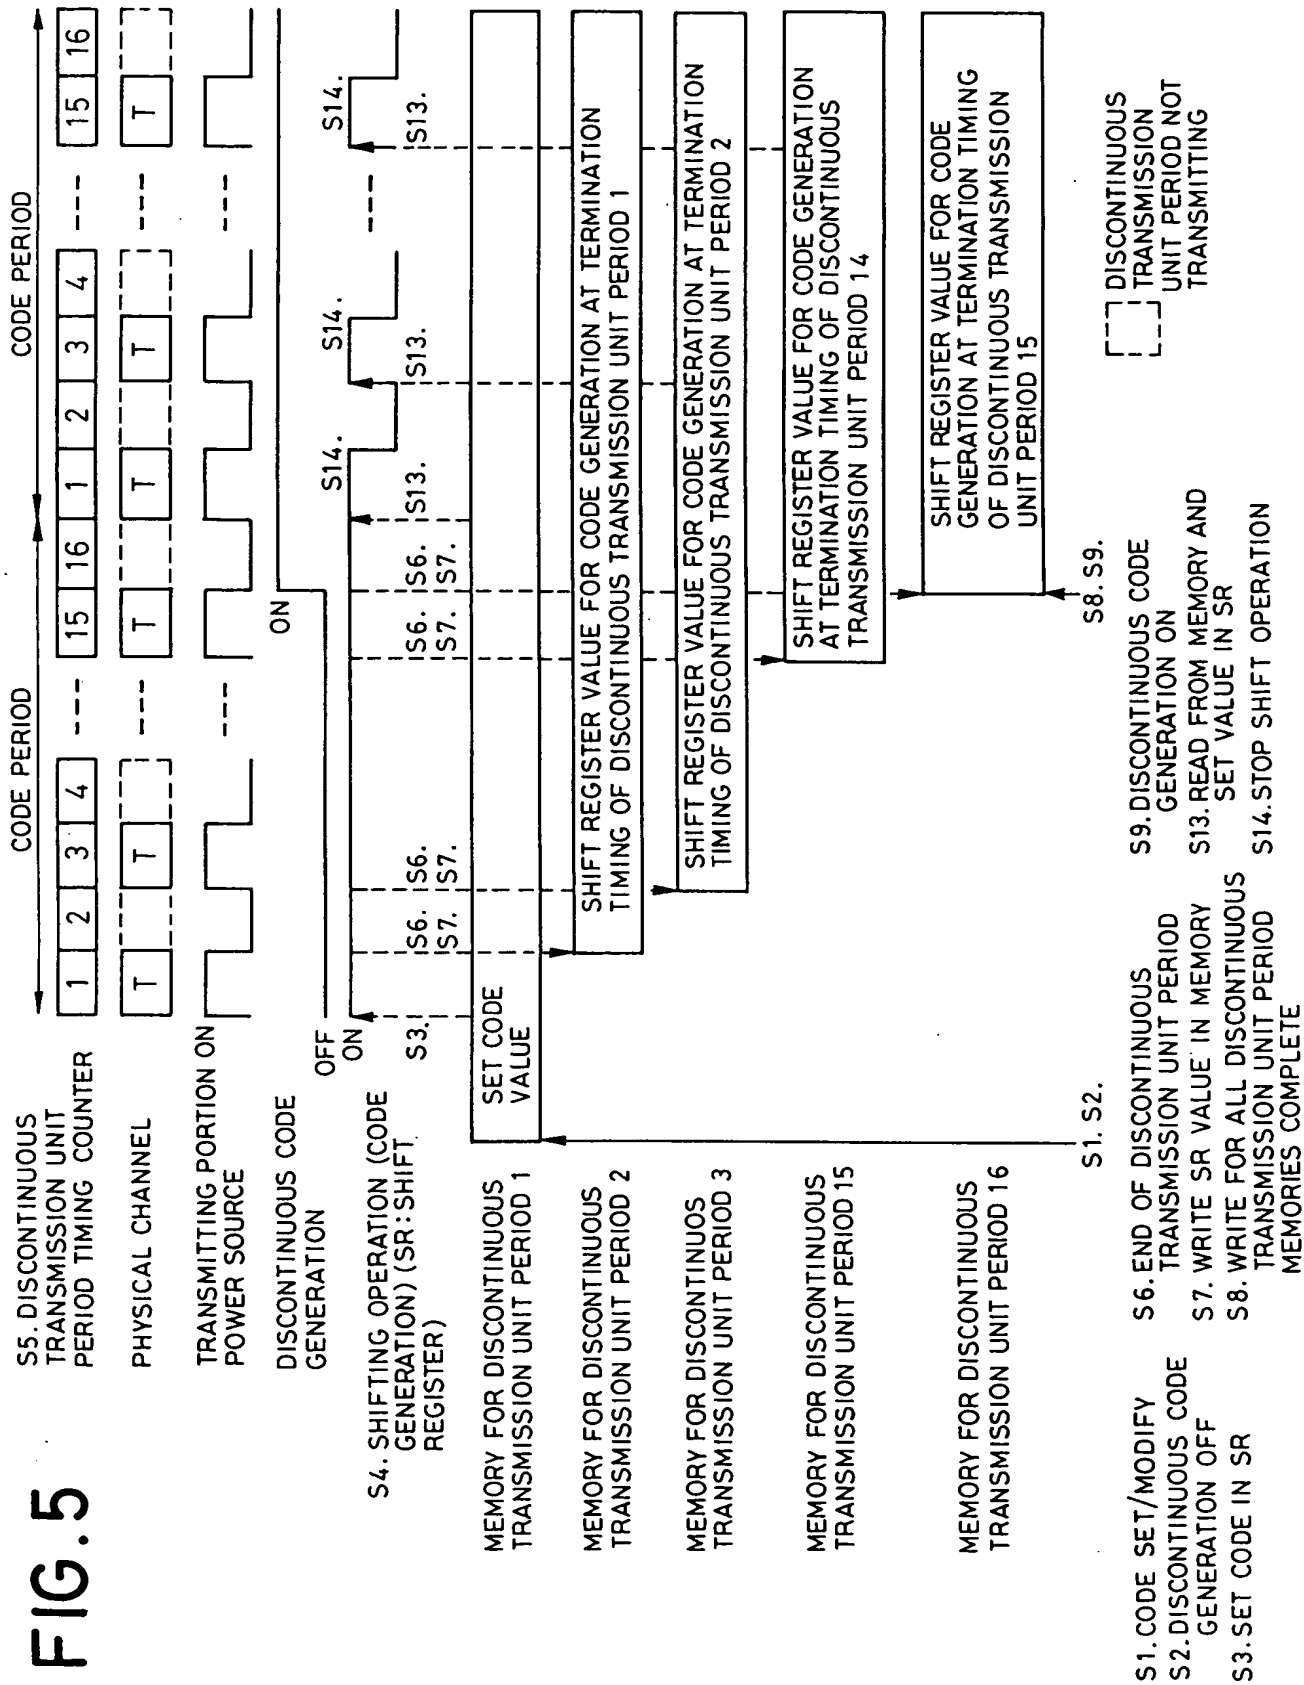 FIG.5
CODE PERIOD
CODE PERIOD
S5. DISCONTINUOUS
TRANSMISSION UNIT
PERIOD TIMING COUNTER
1 2 3 4 --- 15 16 1 2 3 4 --- 15 16
PHYSICAL CHANNEL
T T --- T T T --- T
TRANSMITTING PORTION ON
POWER SOURCE
--- ---
DISCONTINUOUS CODE
GENERATION
OFF
ON
S4. SHIFTING OPERATION (CODE
GENERATION) (SR:SHIFT
REGISTER)
ON
S14. S14. S14.
---
S3. S6. S6. S6. S6. S13. S13. S13.
S7. S7. S7. S7.
MEMORY FOR DISCONTINUOUS
TRANSMISSION UNIT PERIOD 1
SET CODE
VALUE
MEMORY FOR DISCONTINUOUS
TRANSMISSION UNIT PERIOD 2
SHIFT REGISTER VALUE FOR CODE GENERATION AT TERMINATION
TIMING OF DISCONTINUOUS TRANSMISSION UNIT PERIOD 1
MEMORY FOR DISCONTINUOS
TRANSMISSION UNIT PERIOD 3
SHIFT REGISTER VALUE FOR CODE GENERATION AT TERMINATION
TIMING OF DISCONTINUOUS TRANSMISSION UNIT PERIOD 2
MEMORY FOR DISCONTINUOUS
TRANSMISSION UNIT PERIOD 15
SHIFT REGISTER VALUE FOR CODE GENERATION
AT TERMINATION TIMING OF DISCONTINUOUS
TRANSMISSION UNIT PERIOD 14
MEMORY FOR DISCONTINUOUS
TRANSMISSION UNIT PERIOD 16
SHIFT REGISTER VALUE FOR CODE
GENERATION AT TERMINATION TIMING
OF DISCONTINUOUS TRANSMISSION
UNIT PERIOD 15
S1. S2.
S8. S9.
S1. CODE SET/MODIFY
S2. DISCONTINUOUS CODE
GENERATION OFF
S3. SET CODE IN SR
S6. END OF DISCONTINUOUS
TRANSMISSION UNIT PERIOD
S7. WRITE SR VALUE IN MEMORY
S8. WRITE FOR ALL DISCONTINUOUS
TRANSMISSION UNIT PERIOD
MEMORIES COMPLETE
S9. DISCONTINUOUS CODE
GENERATION ON
S13. READ FROM MEMORY AND
SET VALUE IN SR
S14. STOP SHIFT OPERATION
DISCONTINUOUS
TRANSMISSION
UNIT PERIOD NOT
TRANSMITTING